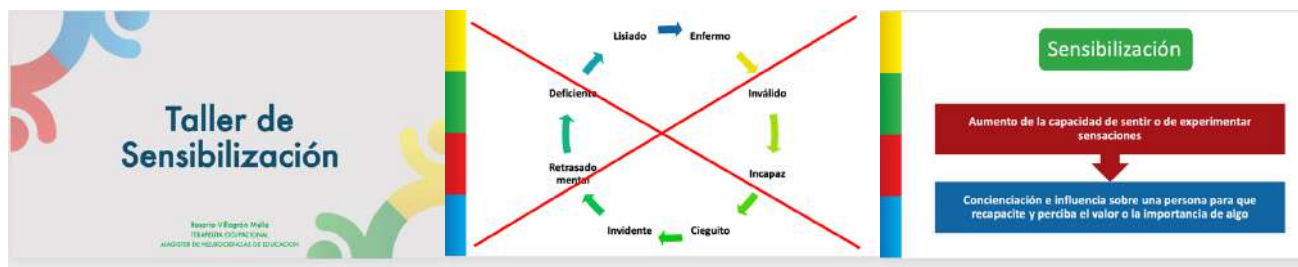 Taller de
Sensibilización
Rosario Villagrán Mella
TERAPEUTA OCUPACIONAL
MAGISTER EN NEUROCIENCIAS DE EDUCACION
Lisiado
Enfermo
Inválido
Incapaz
Cieguito
Invidente
Retrasado
mental
Deficiente
Sensibilización
Aumento de la capacidad de sentir o de experimentar
sensaciones
Concienciación e influencia sobre una persona para que
recapacite y perciba el valor o la importancia de algo